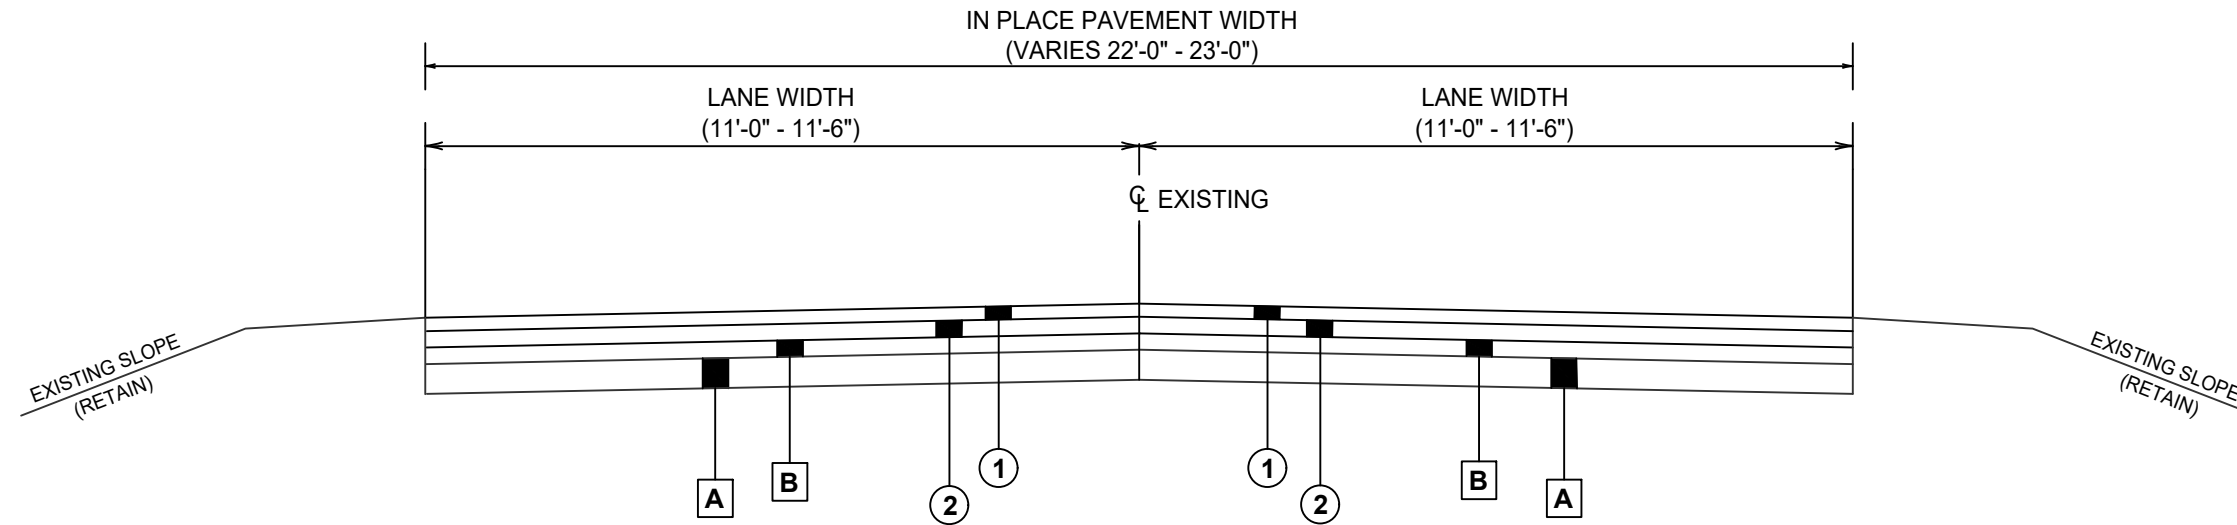 IN PLACE PAVEMENT WIDTH
(VARIES 22'-0" - 23'-0")
LANE WIDTH
(11'-0" - 11'-6")
LANE WIDTH
(11'-0" - 11'-6")
℄ EXISTING
EXISTING SLOPE
(RETAIN)
EXISTING SLOPE
(RETAIN)
A
B
2
1
1
2
B
A